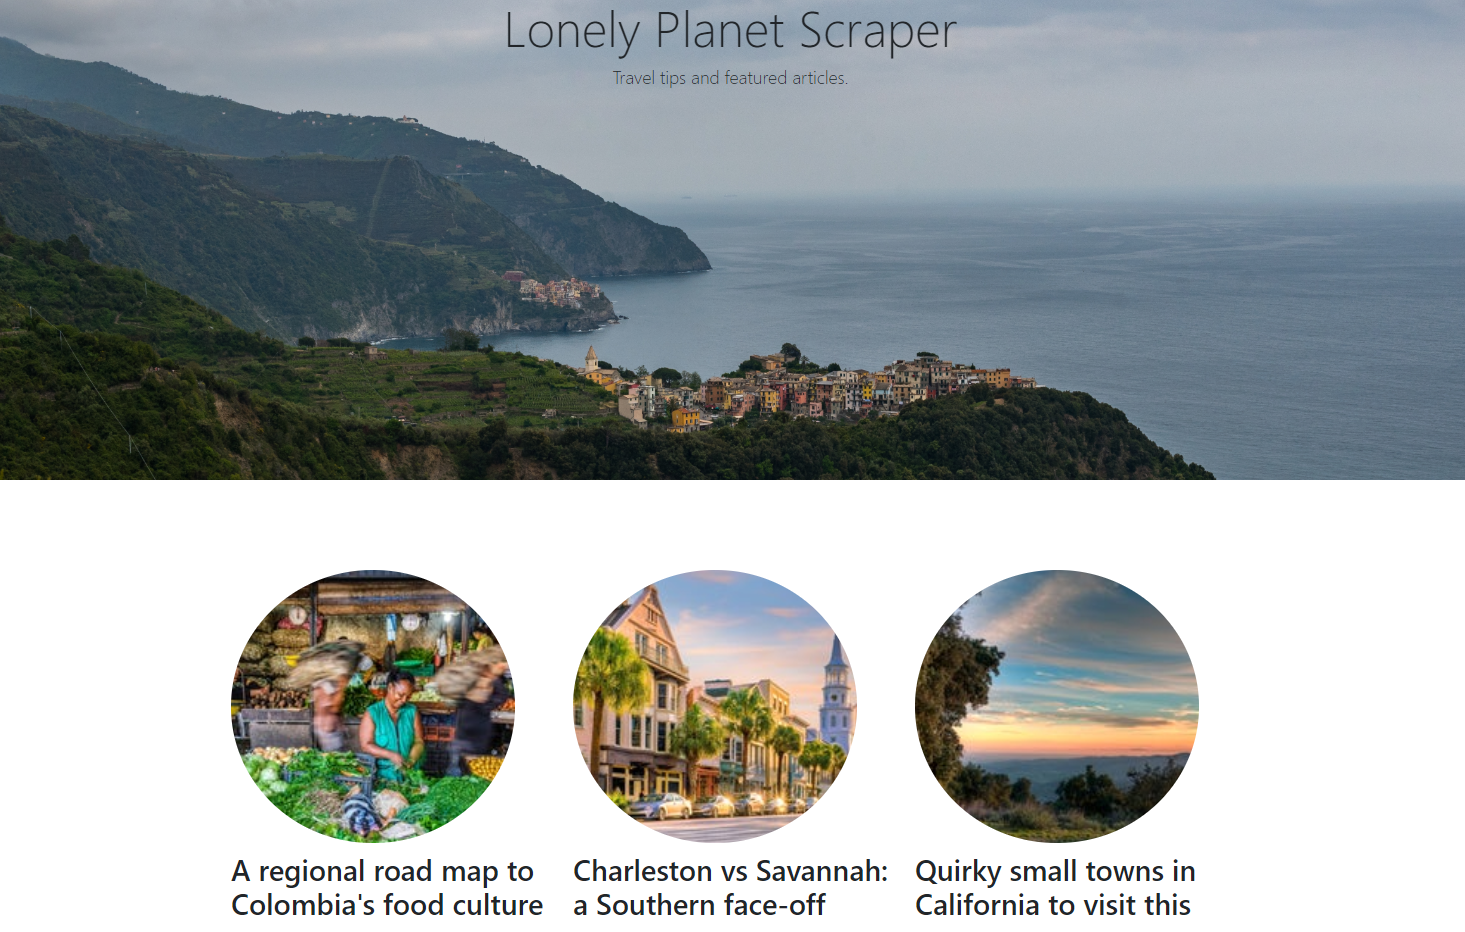 Lonely Planet Scraper
Travel tips and featured articles.
A regional road map to
Colombia's food culture
Charleston vs Savannah:
a Southern face-off
Quirky small towns in
California to visit this